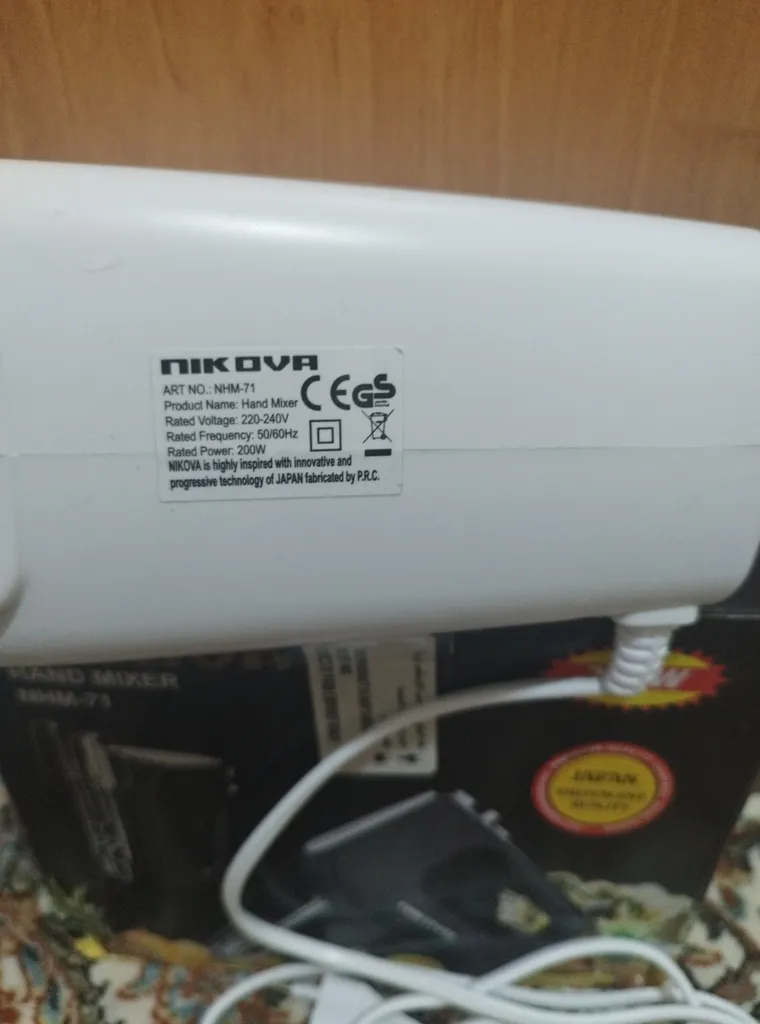 NIKOVA
ART NO.: NHM-71
Product Name: Hand Mixer
Rated Voltage: 220-240V
Rated Frequency: 50/60Hz
Rated Power: 200W
CE GS
NIKOVA is highly inspired with innovative and
progressive technology of JAPAN fabricated by P.R.C.
HAND MIXER
NHM-71
JAPAN
QUALITY